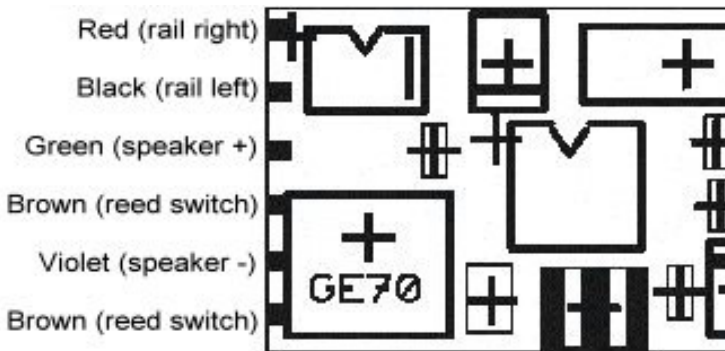 Red (rail right)
Black (rail left)
Green (speaker +)
Brown (reed switch)
Violet (speaker -)
GE70
Brown (reed switch)